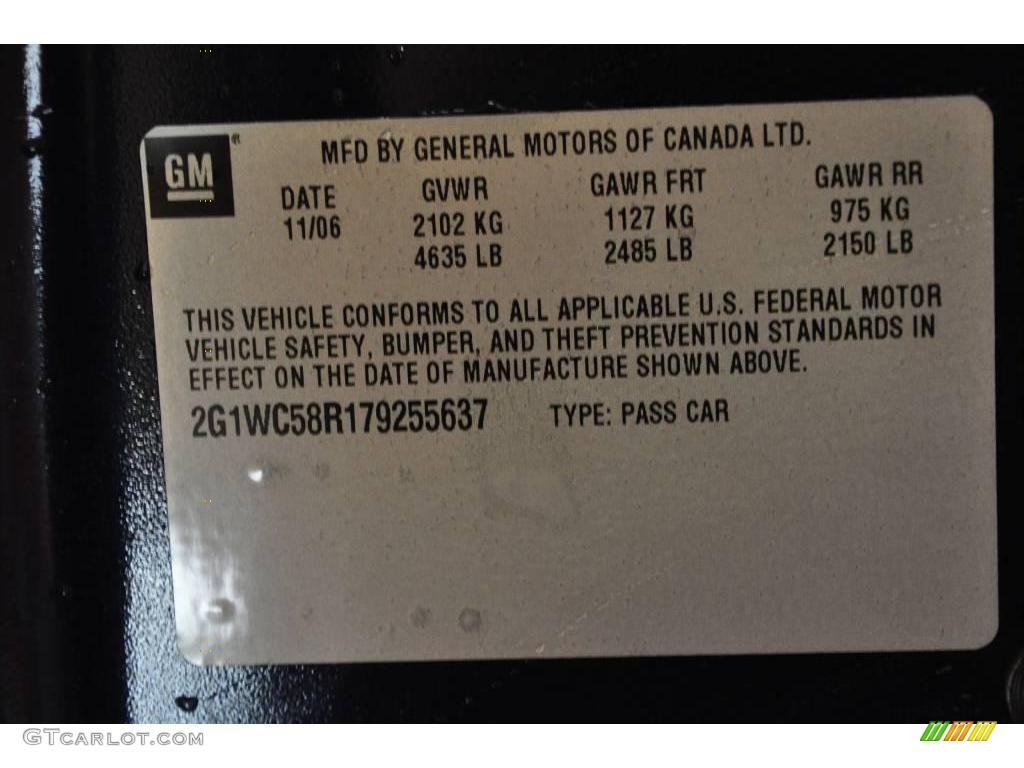 GM®
MFD BY GENERAL MOTORS OF CANADA LTD.
DATE GVWR GAWR FRT GAWR RR
11/06 2102 KG 1127 KG 975 KG
4635 LB 2485 LB 2150 LB
THIS VEHICLE CONFORMS TO ALL APPLICABLE U.S. FEDERAL MOTOR
VEHICLE SAFETY, BUMPER, AND THEFT PREVENTION STANDARDS IN
EFFECT ON THE DATE OF MANUFACTURE SHOWN ABOVE.
2G1WC58R179255637 TYPE: PASS CAR
GTCARLOT.COM